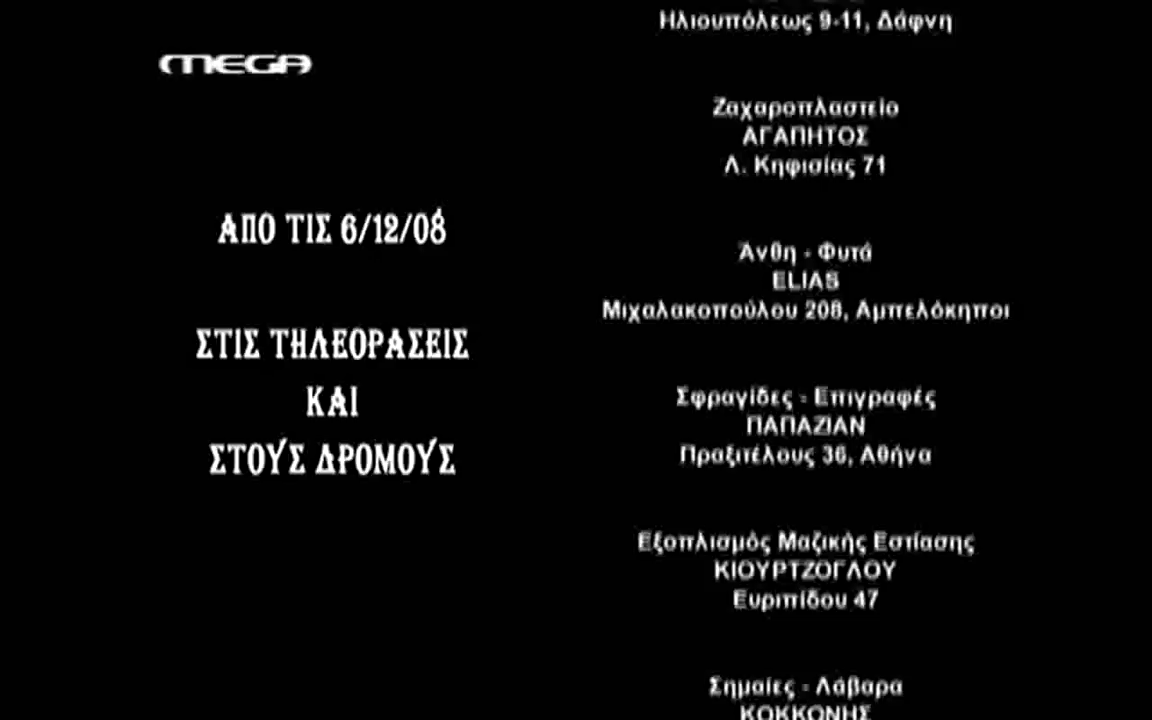 MEGA
ΑΠΟ ΤΙΣ 6/12/08
ΣΤΙΣ ΤΗΛΕΟΡΑΣΕΙΣ
ΚΑΙ
ΣΤΟΥΣ ΔΡΟΜΟΥΣ
Ηλιουπόλεως 9-11, Δάφνη
Ζαχαροπλαστείο
ΑΓΑΠΗΤΟΣ
Λ. Κηφισίας 71
Άνθη - Φυτά
ELIAS
Μιχαλακοπούλου 208, Αμπελόκηποι
Σφραγίδες - Επιγραφές
ΠΑΠΑΖΙΑΝ
Πραξιτέλους 36, Αθήνα
Εξοπλισμός Μαζικής Εστίασης
ΚΙΟΥΡΤΖΟΓΛΟΥ
Ευριπίδου 47
Σημαίες - Λάβαρα
ΚΟΚΚΩΝΗΣ